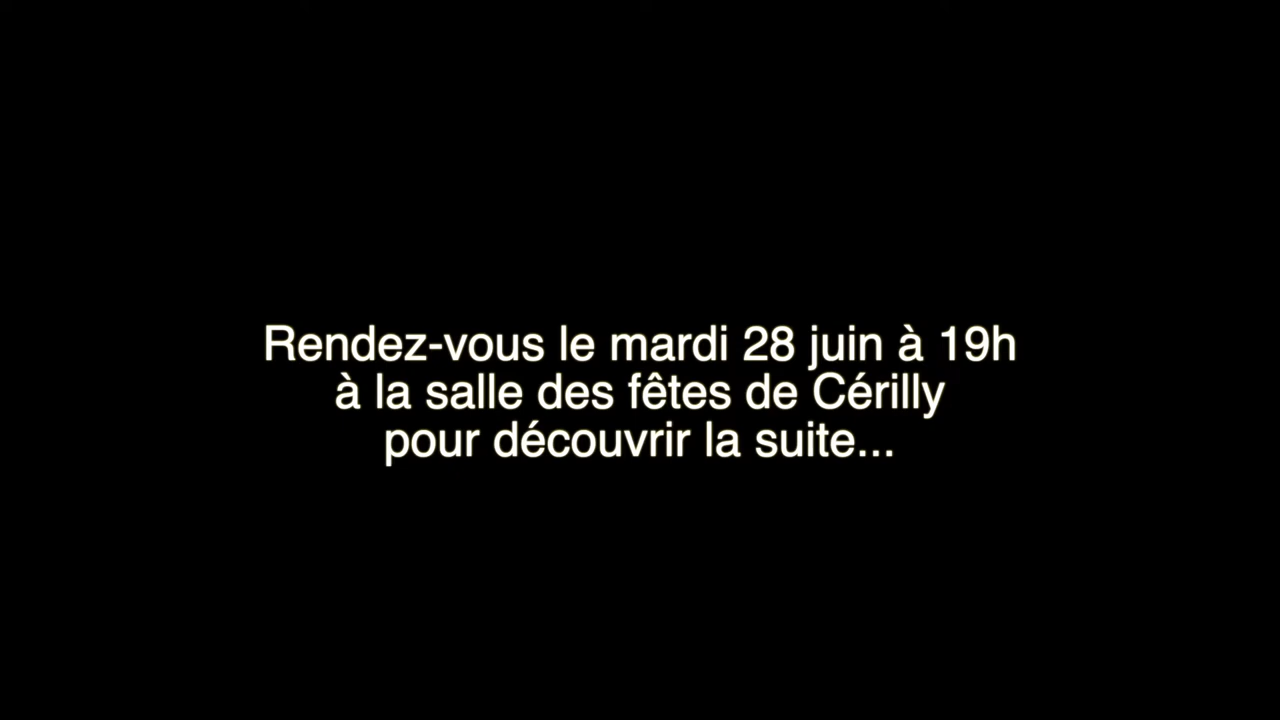 Rendez-vous le mardi 28 juin à 19h
à la salle des fêtes de Cérilly
pour découvrir la suite...